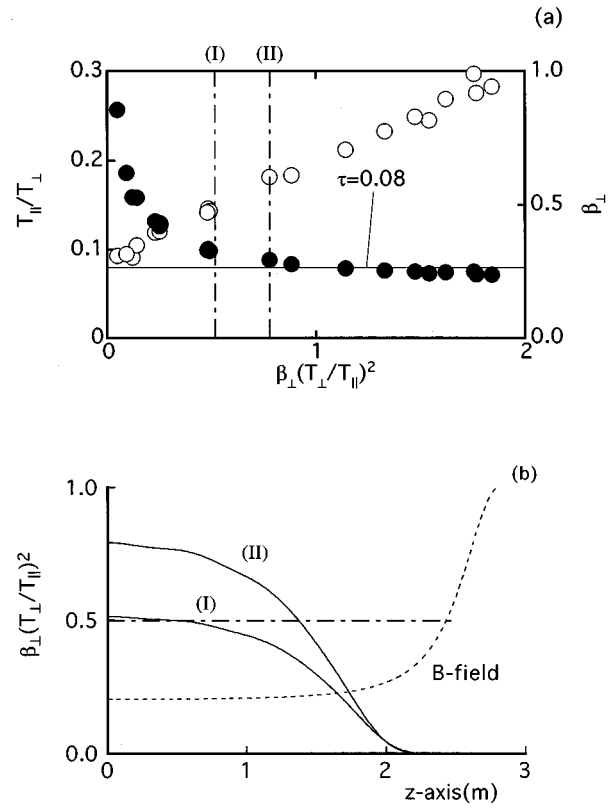 (a)
(I) (II)
0.3 1.0
0.2
τ=0.08
0.5
0.1
0 0.0
0 1 2
T∥/T⊥
β⊥
β⊥(T⊥/T∥)²
(b)
1.0
(II)
(I)
0.5
B-field
0.0
0 1 2 3
β⊥(T⊥/T∥)²
z-axis(m)